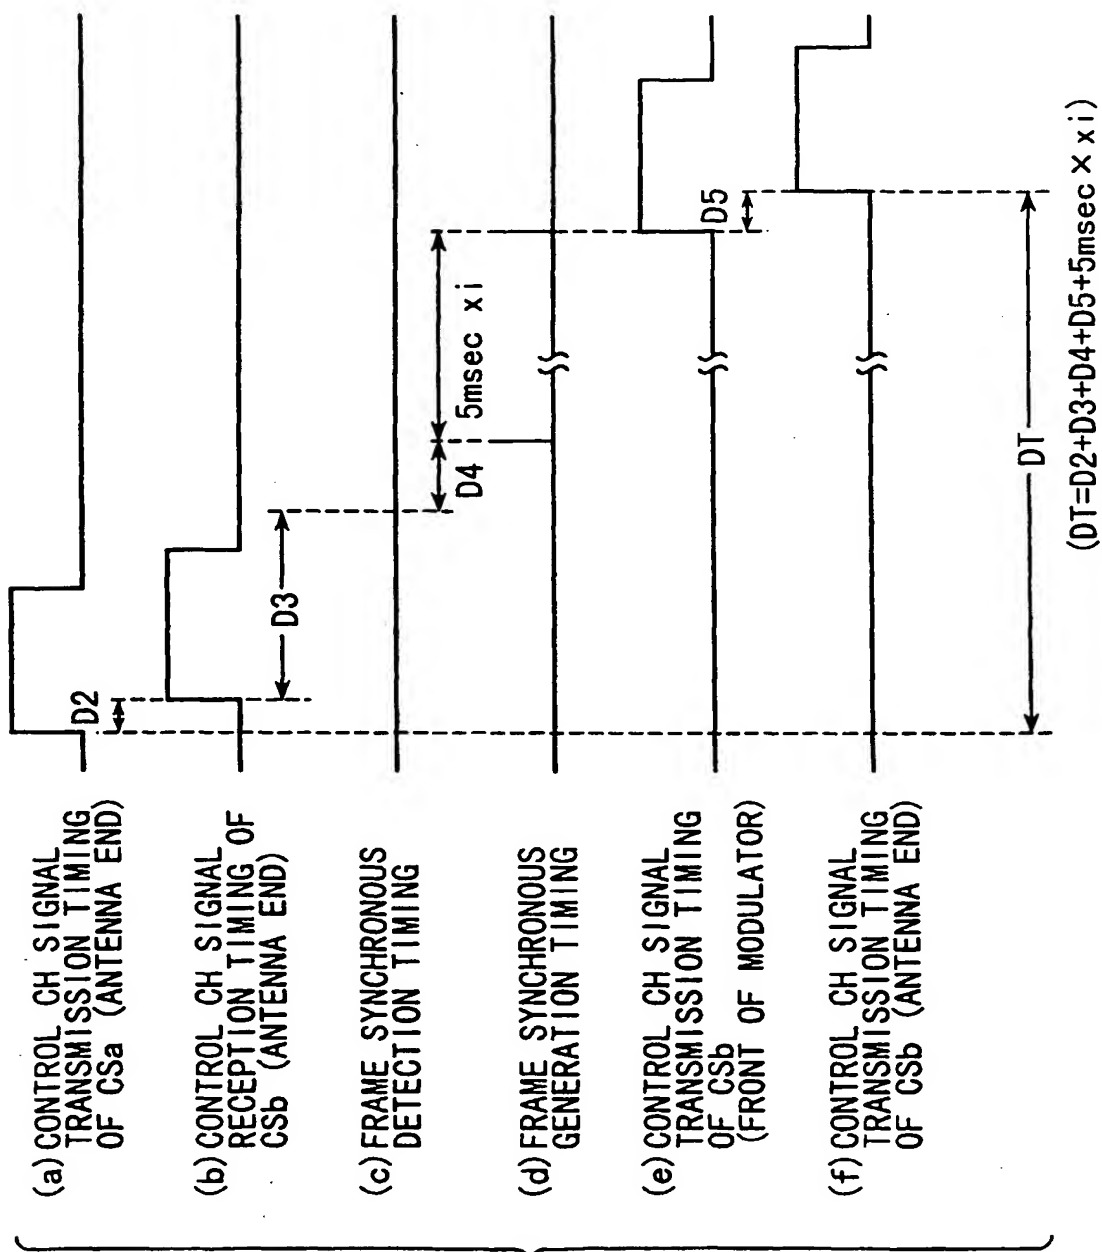 (a) CONTROL CH SIGNAL
TRANSMISSION TIMING
OF CSa (ANTENNA END)
D2
(b) CONTROL CH SIGNAL
RECEPTION TIMING OF
CSb (ANTENNA END)
D3
(c) FRAME SYNCHRONOUS
DETECTION TIMING
D4
5msec xi
(d) FRAME SYNCHRONOUS
GENERATION TIMING
(e) CONTROL CH SIGNAL
TRANSMISSION TIMING
OF CSb
(FRONT OF MODULATOR)
D5
(f) CONTROL CH SIGNAL
TRANSMISSION TIMING
OF CSb (ANTENNA END)
DT
(DT=D2+D3+D4+D5+5msec × xi)